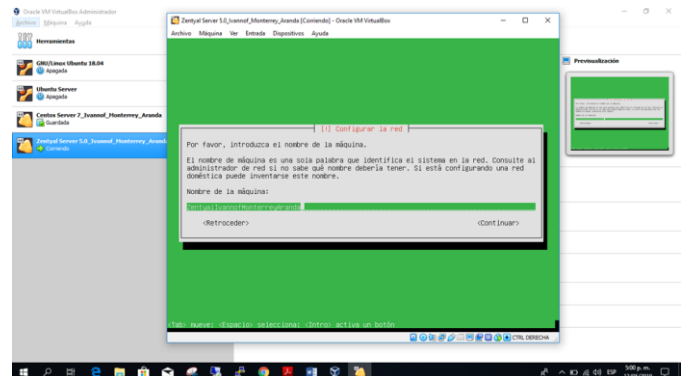 Oracle VM VirtualBox Administrador
Archivo Máquina Ayuda
Herramientas
GNU/Linux Ubuntu 18.04
Apagada
Ubuntu Server
Apagada
Centos Server 7_Ivannof_Monterrey_Aranda
Guardada
Zentyal Server 5.0_Ivannof_Monterrey_Aranda
Corriendo
Zentyal Server 5.0_Ivannof_Monterrey_Aranda [Corriendo] - Oracle VM VirtualBox
Archivo Máquina Ver Entrada Dispositivos Ayuda
[!] Configurar la red
Por favor, introduzca el nombre de la máquina.
El nombre de máquina es una sola palabra que identifica el sistema en la red. Consulte al
administrador de red si no sabe qué nombre debería tener. Si está configurando una red
doméstica puede inventarse este nombre.
Nombre de la máquina:
ZentyalIvannofMonterreyAranda
<Retroceder> <Continuar>
<Tab> mueve; <Espacio> selecciona; <Intro> activa un botón
CTRL DERECHA
Previsualización
ESP
5:00 p. m.